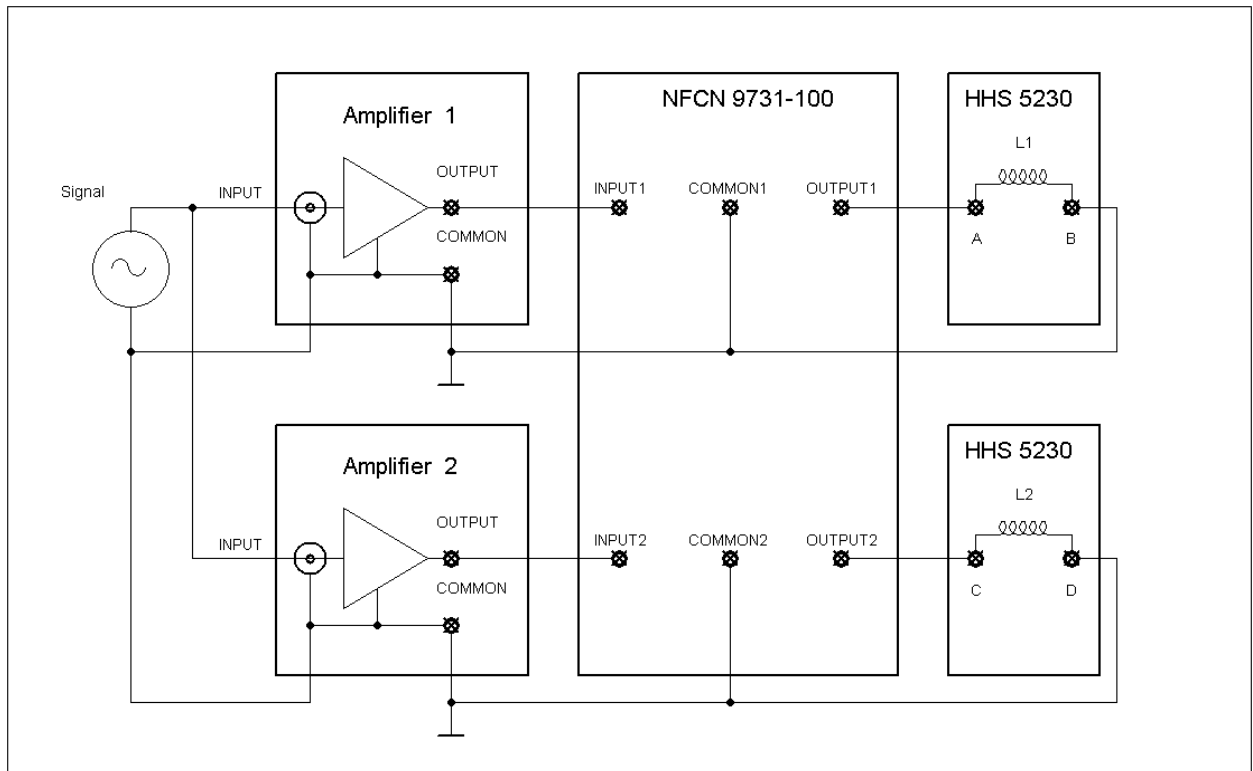 Amplifier 1
NFCN 9731-100
HHS 5230
L1
OUTPUT
Signal
INPUT
INPUT1
COMMON1
OUTPUT1
COMMON
A
B
Amplifier 2
HHS 5230
L2
OUTPUT
INPUT
INPUT2
COMMON2
OUTPUT2
COMMON
C
D